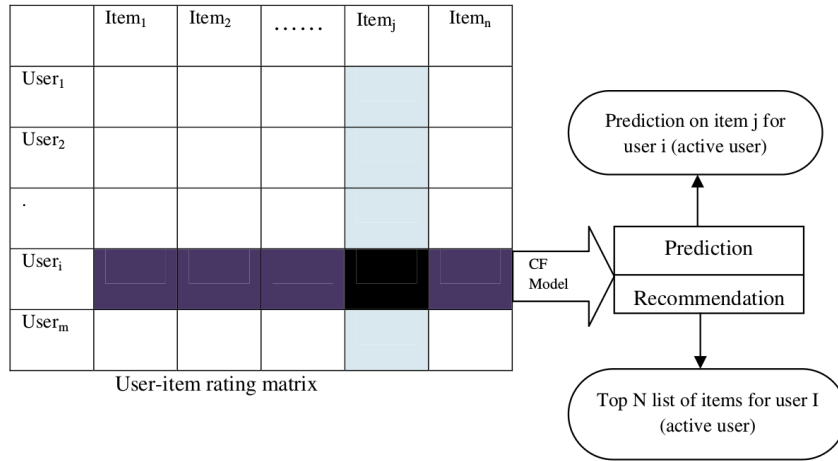 Item₁ Item₂ ...... Itemⱼ Itemₙ
User₁
User₂
.
Userᵢ
Userₘ
User-item rating matrix
CF
Model
Prediction on item j for
user i (active user)
Prediction
Recommendation
Top N list of items for user I
(active user)